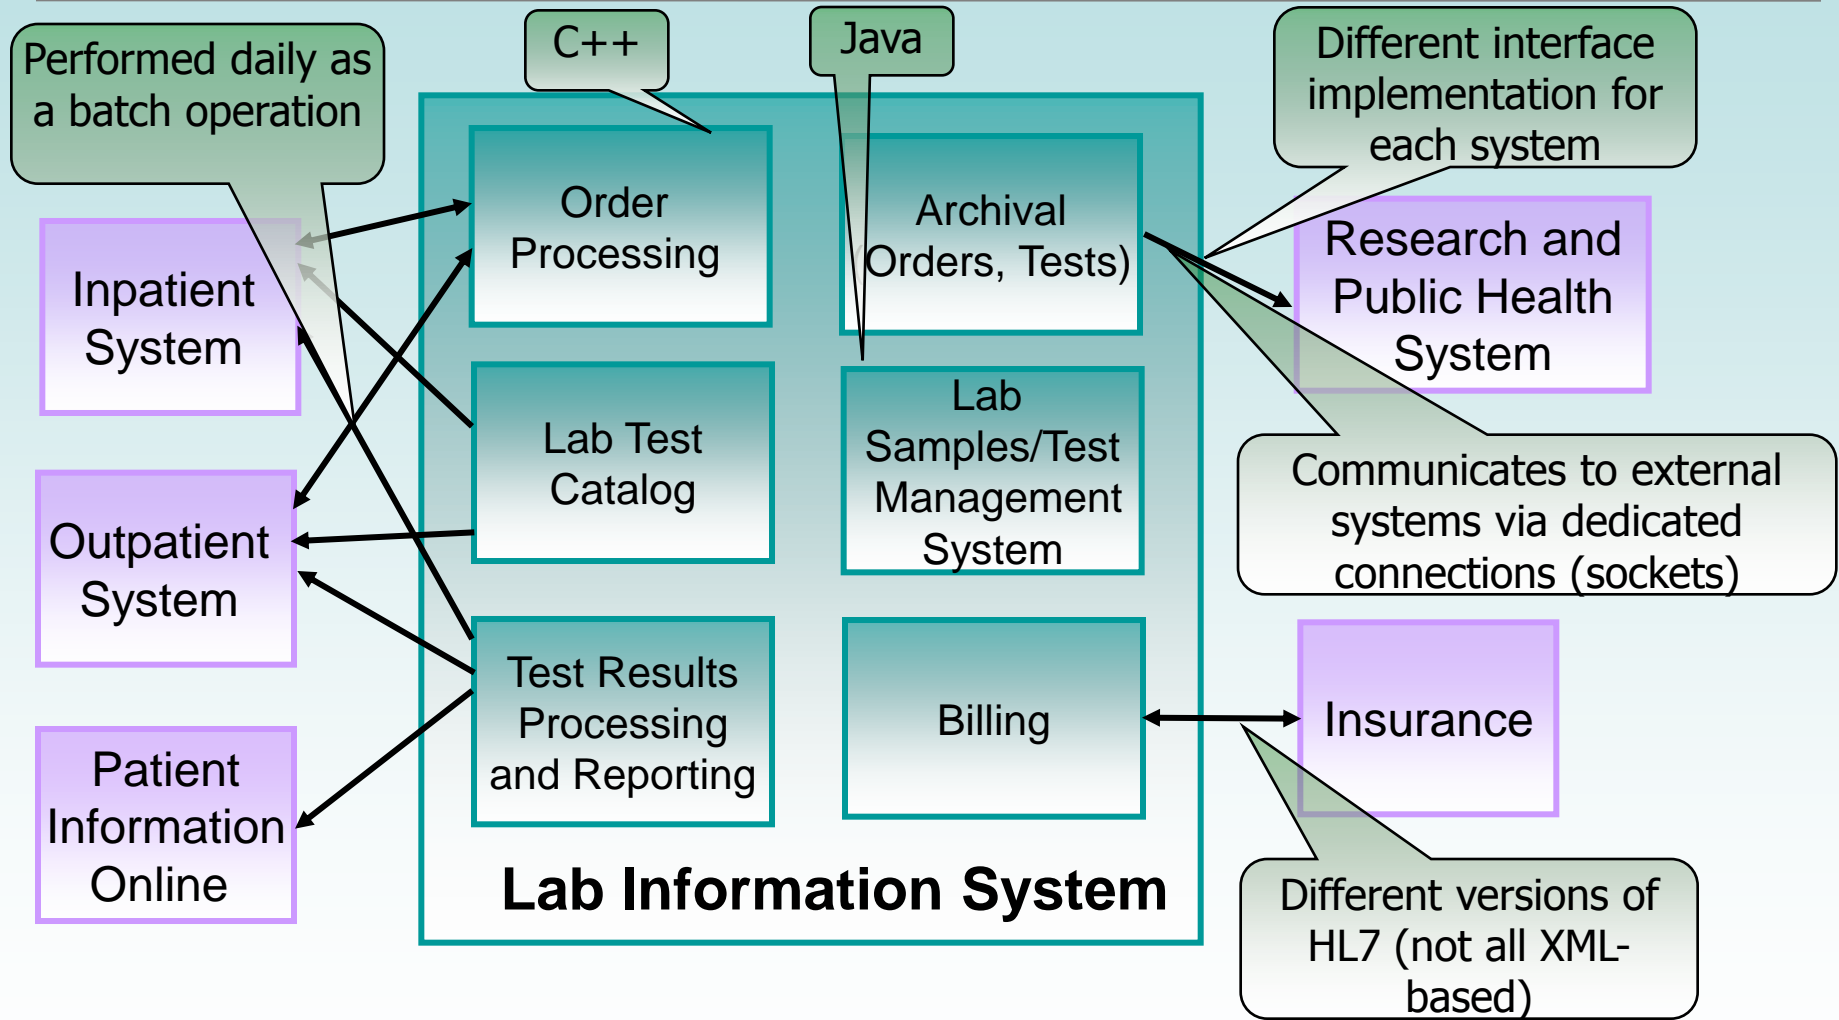 Performed daily as
a batch operation
C++
Java
Different interface
implementation for
each system
Inpatient
System
Outpatient
System
Patient
Information
Online
Order
Processing
Lab Test
Catalog
Test Results
Processing
and Reporting
Archival
(Orders, Tests)
Lab
Samples/Test
Management
System
Billing
Lab Information System
Research and
Public Health
System
Communicates to external
systems via dedicated
connections (sockets)
Insurance
Different versions of
HL7 (not all XML-
based)